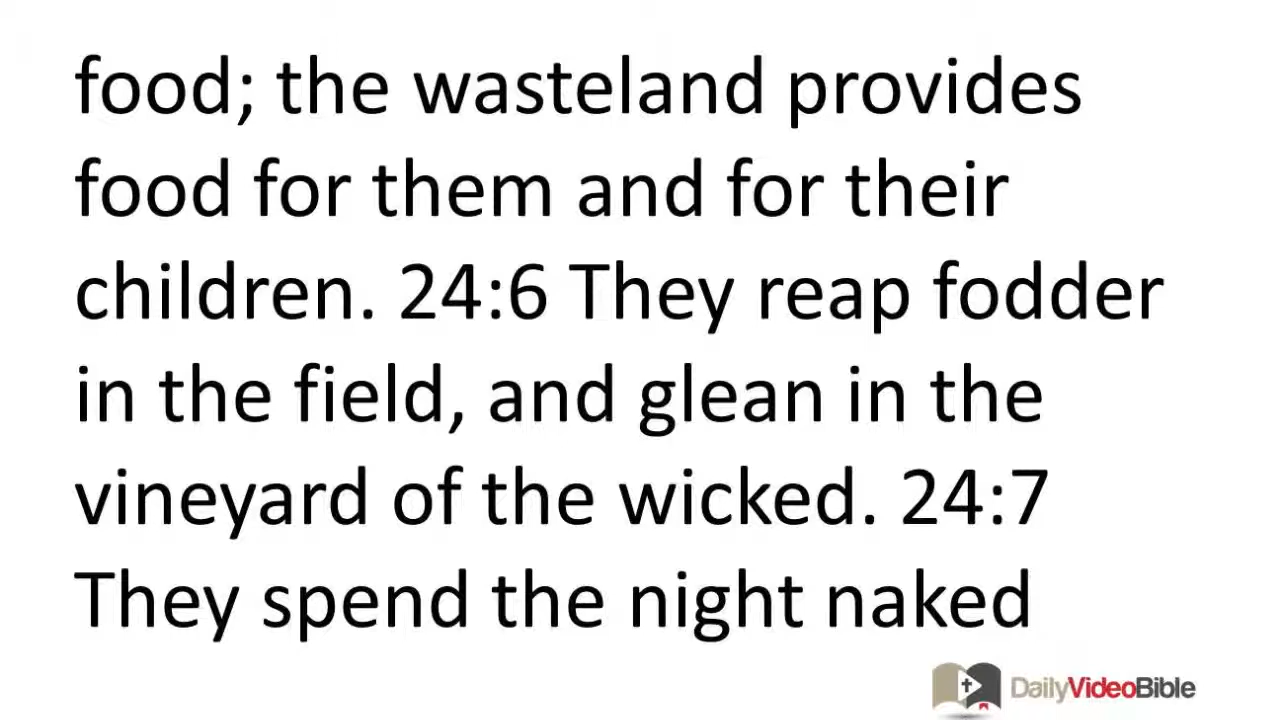 food; the wasteland provides
food for them and for their
children. 24:6 They reap fodder
in the field, and glean in the
vineyard of the wicked. 24:7
They spend the night naked
DailyVideoBible